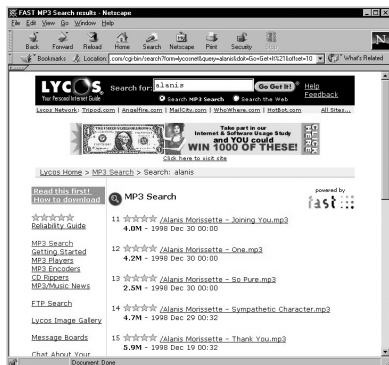 FAST MP3 Search results - Netscape
File Edit View Go Window Help
Back Forward Reload Home Search Netscape Print Security Stop
Bookmarks Location: .com/cgi-bin/search?form=lycosnet&query=alanis&doit=Go+Get+It%21&offset=10 What's Related
LYCOS
Your Personal Internet Guide
Search for: alanis Go Get It! Help
Feedback
Search MP3 Search Search the Web
Lycos Network: Tripod.com | Angelfire.com | MailCity.com | WhoWhere.com | HotBot.com All Sites...
Take part in our
Internet & Software Usage Study
and YOU could
WIN 1000 OF THESE!
Click here to visit site
Lycos Home > MP3 Search > Search: alanis
Read this first!
How to download
Reliability Guide
MP3 Search
Getting Started
MP3 Players
MP3 Encoders
CD Rippers
MP3/Music News
FTP Search
Lycos Image Gallery
Message Boards
Chat About Your
MP3 Search
powered by
fast
11 /Alanis Morissette - Joining You.mp3
4.0M - 1998 Dec 30 00:00
12 /Alanis Morissette - One.mp3
4.2M - 1998 Dec 30 00:00
13 /Alanis Morissette - So Pure.mp3
2.5M - 1998 Dec 30 00:00
14 /Alanis Morissette - Sympathetic Character.mp3
4.7M - 1998 Dec 29 00:32
15 /Alanis Morissette - Thank You.mp3
5.9M - 1998 Dec 19 00:32
Document Done